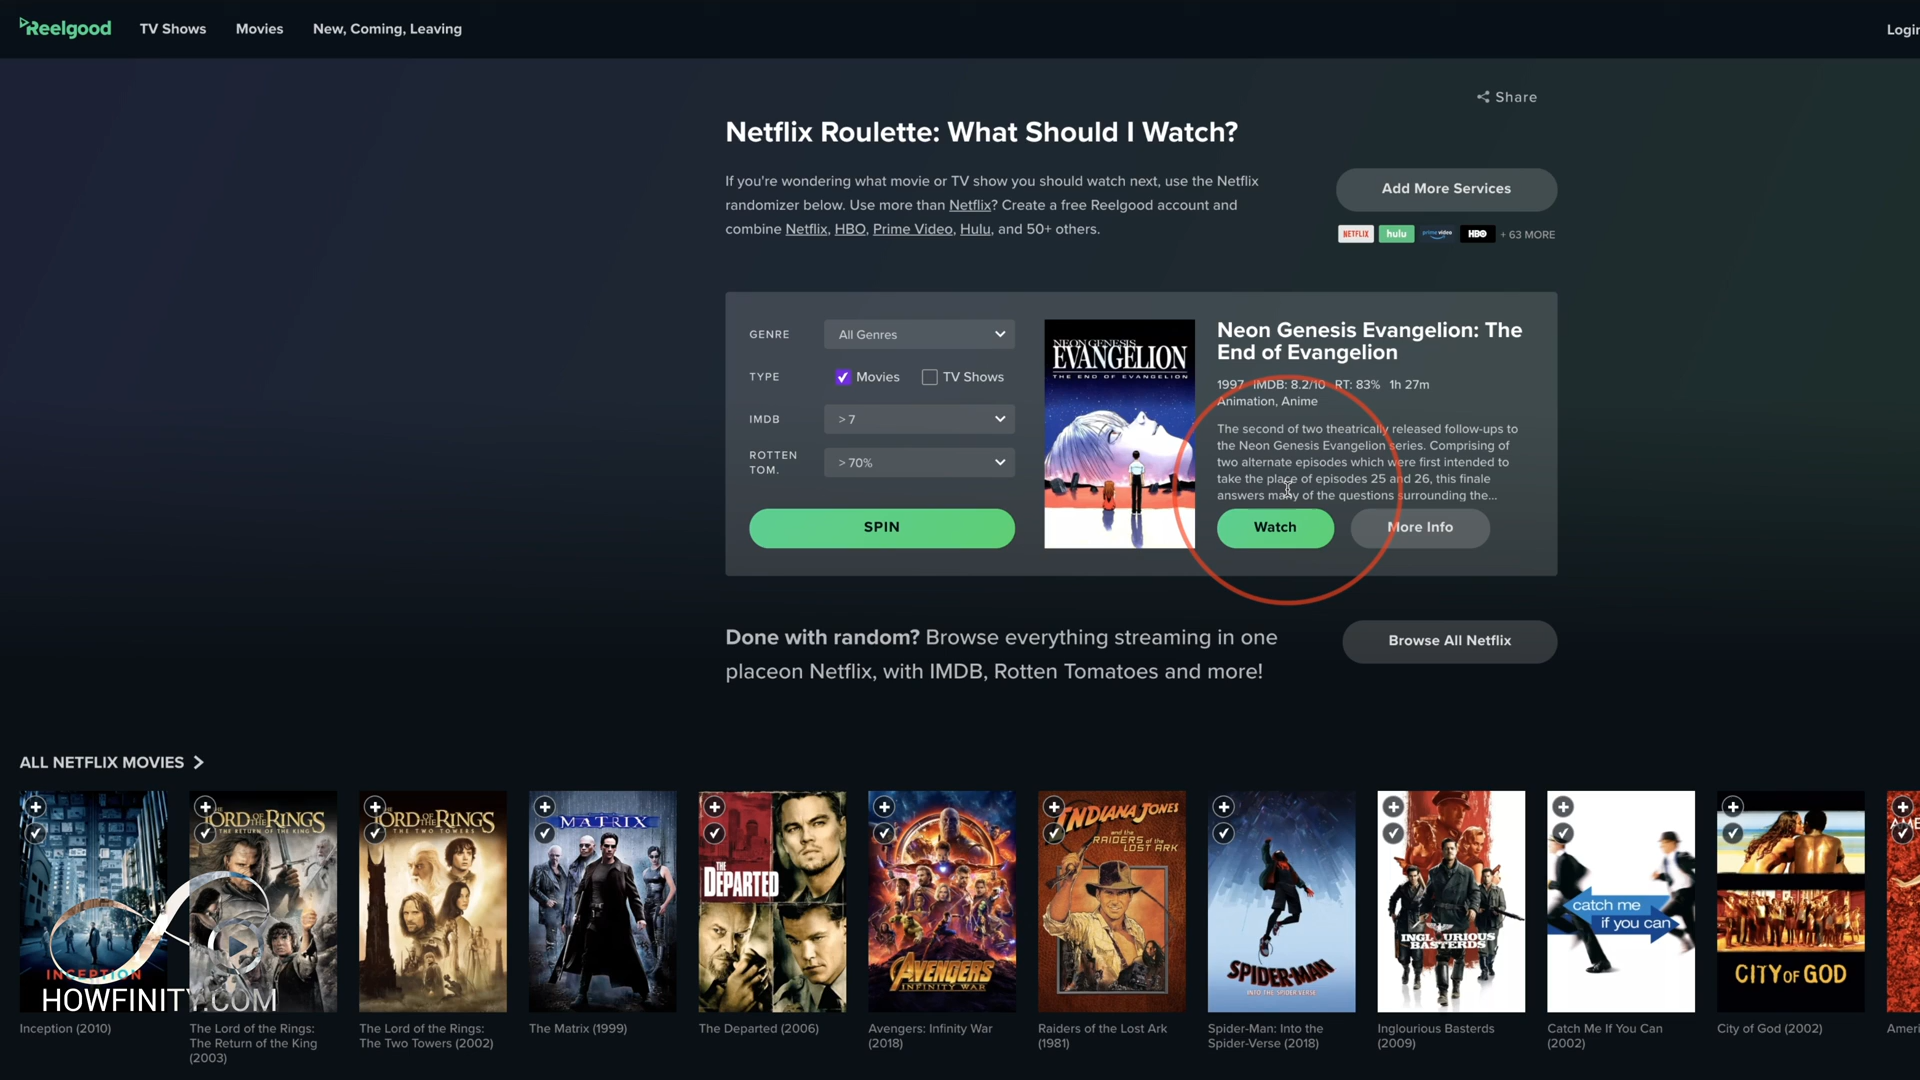 Reelgood
TV Shows
Movies
New, Coming, Leaving
Login
Share
Netflix Roulette: What Should I Watch?
If you're wondering what movie or TV show you should watch next, use the Netflix
randomizer below. Use more than Netflix? Create a free Reelgood account and
combine Netflix, HBO, Prime Video, Hulu, and 50+ others.
Add More Services
NETFLIX
hulu
prime video
HBO
+ 63 MORE
GENRE
All Genres
TYPE
Movies
TV Shows
IMDB
> 7
ROTTEN
TOM.
> 70%
SPIN
NEON GENESIS
EVANGELION
THE END OF EVANGELION
Neon Genesis Evangelion: The
End of Evangelion
1997 IMDB: 8.2/10 RT: 83% 1h 27m
Animation, Anime
The second of two theatrically released follow-ups to
the Neon Genesis Evangelion series. Comprising of
two alternate episodes which were first intended to
take the place of episodes 25 and 26, this finale
answers many of the questions surrounding the...
Watch
More Info
Done with random? Browse everything streaming in one
placeon Netflix, with IMDB, Rotten Tomatoes and more!
Browse All Netflix
ALL NETFLIX MOVIES
INCEPTION
THE LORD OF THE RINGS
THE RETURN OF THE KING
THE LORD OF THE RINGS
THE TWO TOWERS
MATRIX
THE
DEPARTED
AVENGERS
INFINITY WAR
INDIANA JONES
and the
RAIDERS of the
LOST ARK
SPIDER-MAN
INTO THE SPIDER-VERSE
INGLOURIOUS
BASTERDS
catch me
if you can
CITY OF GOD
HOWFINITY.COM
Inception (2010)
The Lord of the Rings:
The Return of the King
(2003)
The Lord of the Rings:
The Two Towers (2002)
The Matrix (1999)
The Departed (2006)
Avengers: Infinity War
(2018)
Raiders of the Lost Ark
(1981)
Spider-Man: Into the
Spider-Verse (2018)
Inglourious Basterds
(2009)
Catch Me If You Can
(2002)
City of God (2002)
Ameri